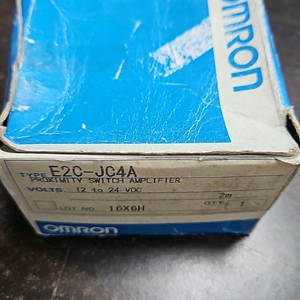 OMRON
TYPE E2C-JC4A
PROXIMITY SWITCH AMPLIFIER
VOLTS 12 to 24 VDC
2m
LOT NO. 16X6H QTY 1
OMRON